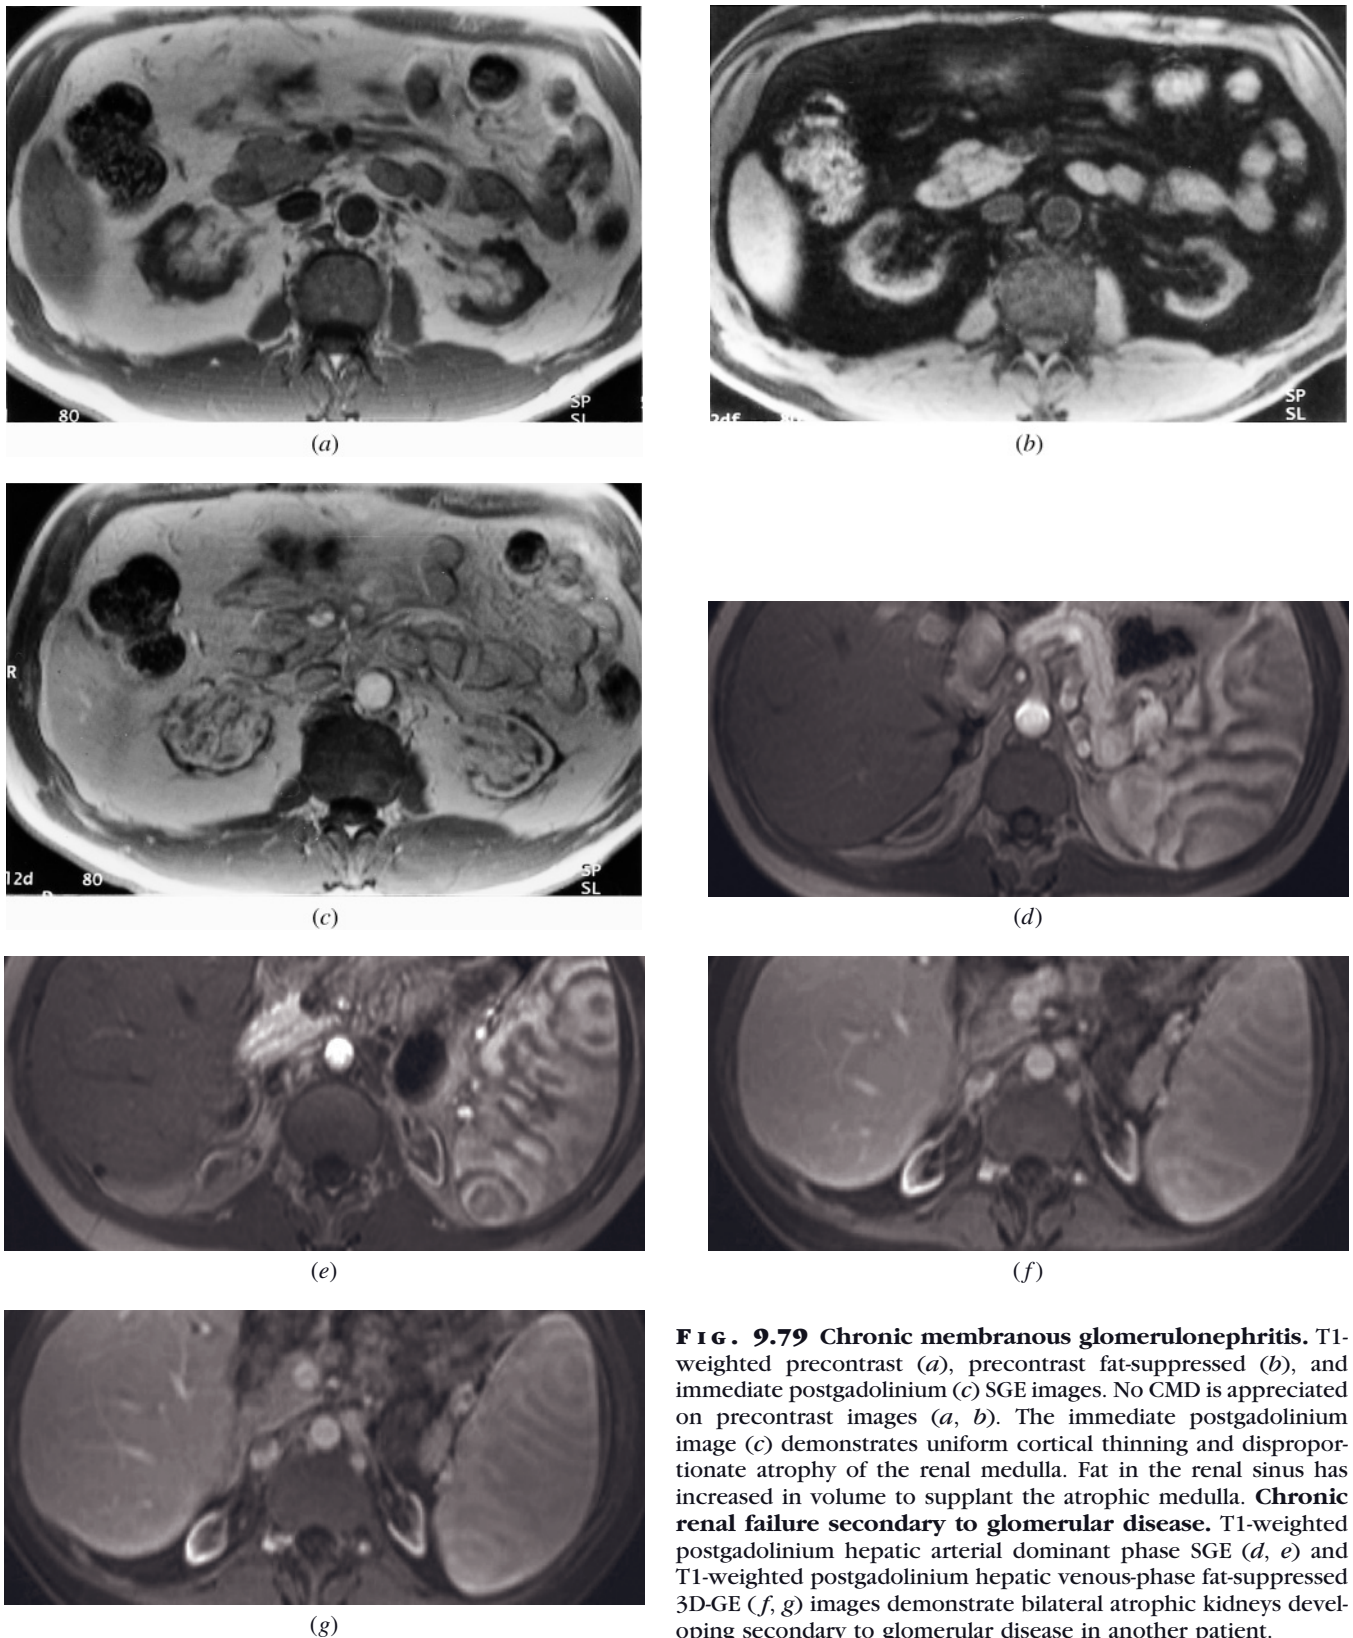 80
SP
SL
(a)
2df
80
SP
SL
(b)
R
12d
80
SP
SL
(c)
(d)
(e)
(f)
(g)
FIG. 9.79 Chronic membranous glomerulonephritis. T1-
weighted precontrast (a), precontrast fat-suppressed (b), and
immediate postgadolinium (c) SGE images. No CMD is appreciated
on precontrast images (a, b). The immediate postgadolinium
image (c) demonstrates uniform cortical thinning and dispropor-
tionate atrophy of the renal medulla. Fat in the renal sinus has
increased in volume to supplant the atrophic medulla. Chronic
renal failure secondary to glomerular disease. T1-weighted
postgadolinium hepatic arterial dominant phase SGE (d, e) and
T1-weighted postgadolinium hepatic venous-phase fat-suppressed
3D-GE (f, g) images demonstrate bilateral atrophic kidneys devel-
oping secondary to glomerular disease in another patient.